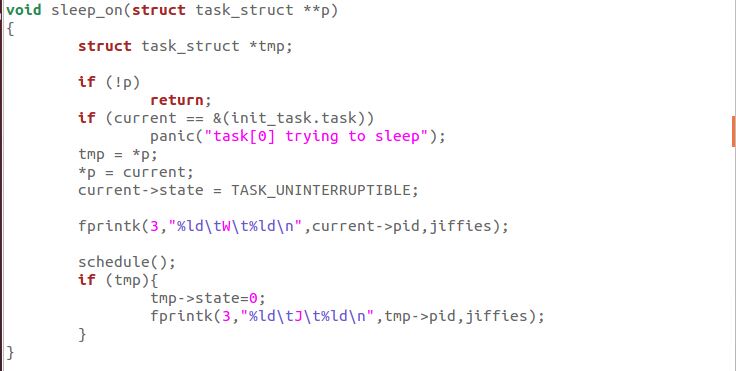 void sleep_on(struct task_struct **p)
{
        struct task_struct *tmp;

        if (!p)
                return;
        if (current == &(init_task.task))
                panic("task[0] trying to sleep");
        tmp = *p;
        *p = current;
        current->state = TASK_UNINTERRUPTIBLE;

        fprintk(3,"%ld\tW\t%ld\n",current->pid,jiffies);

        schedule();
        if (tmp){
                tmp->state=0;
                fprintk(3,"%ld\tJ\t%ld\n",tmp->pid,jiffies);
        }
}